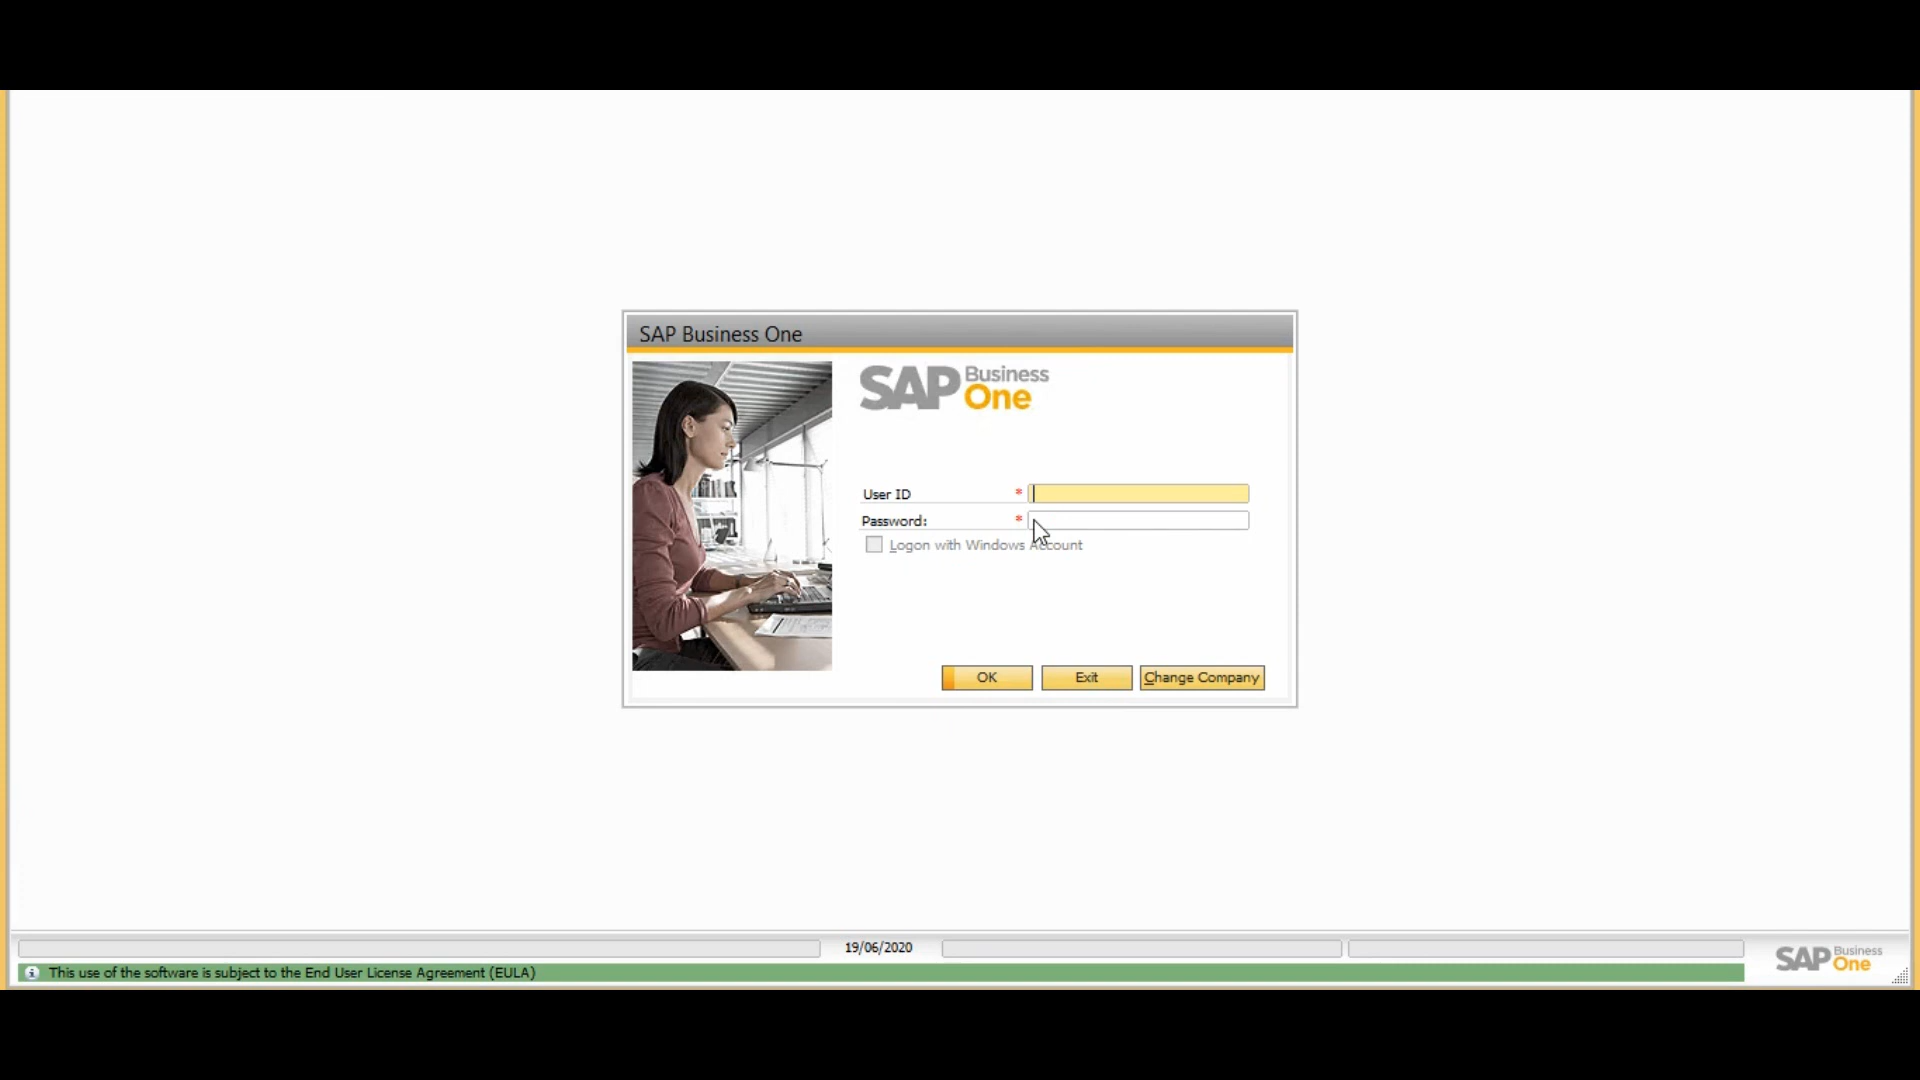 SAP Business One
SAP Business One
User ID *
Password: *
Logon with Windows Account
OK Exit Change Company
19/06/2020
This use of the software is subject to the End User License Agreement (EULA)
SAP Business One